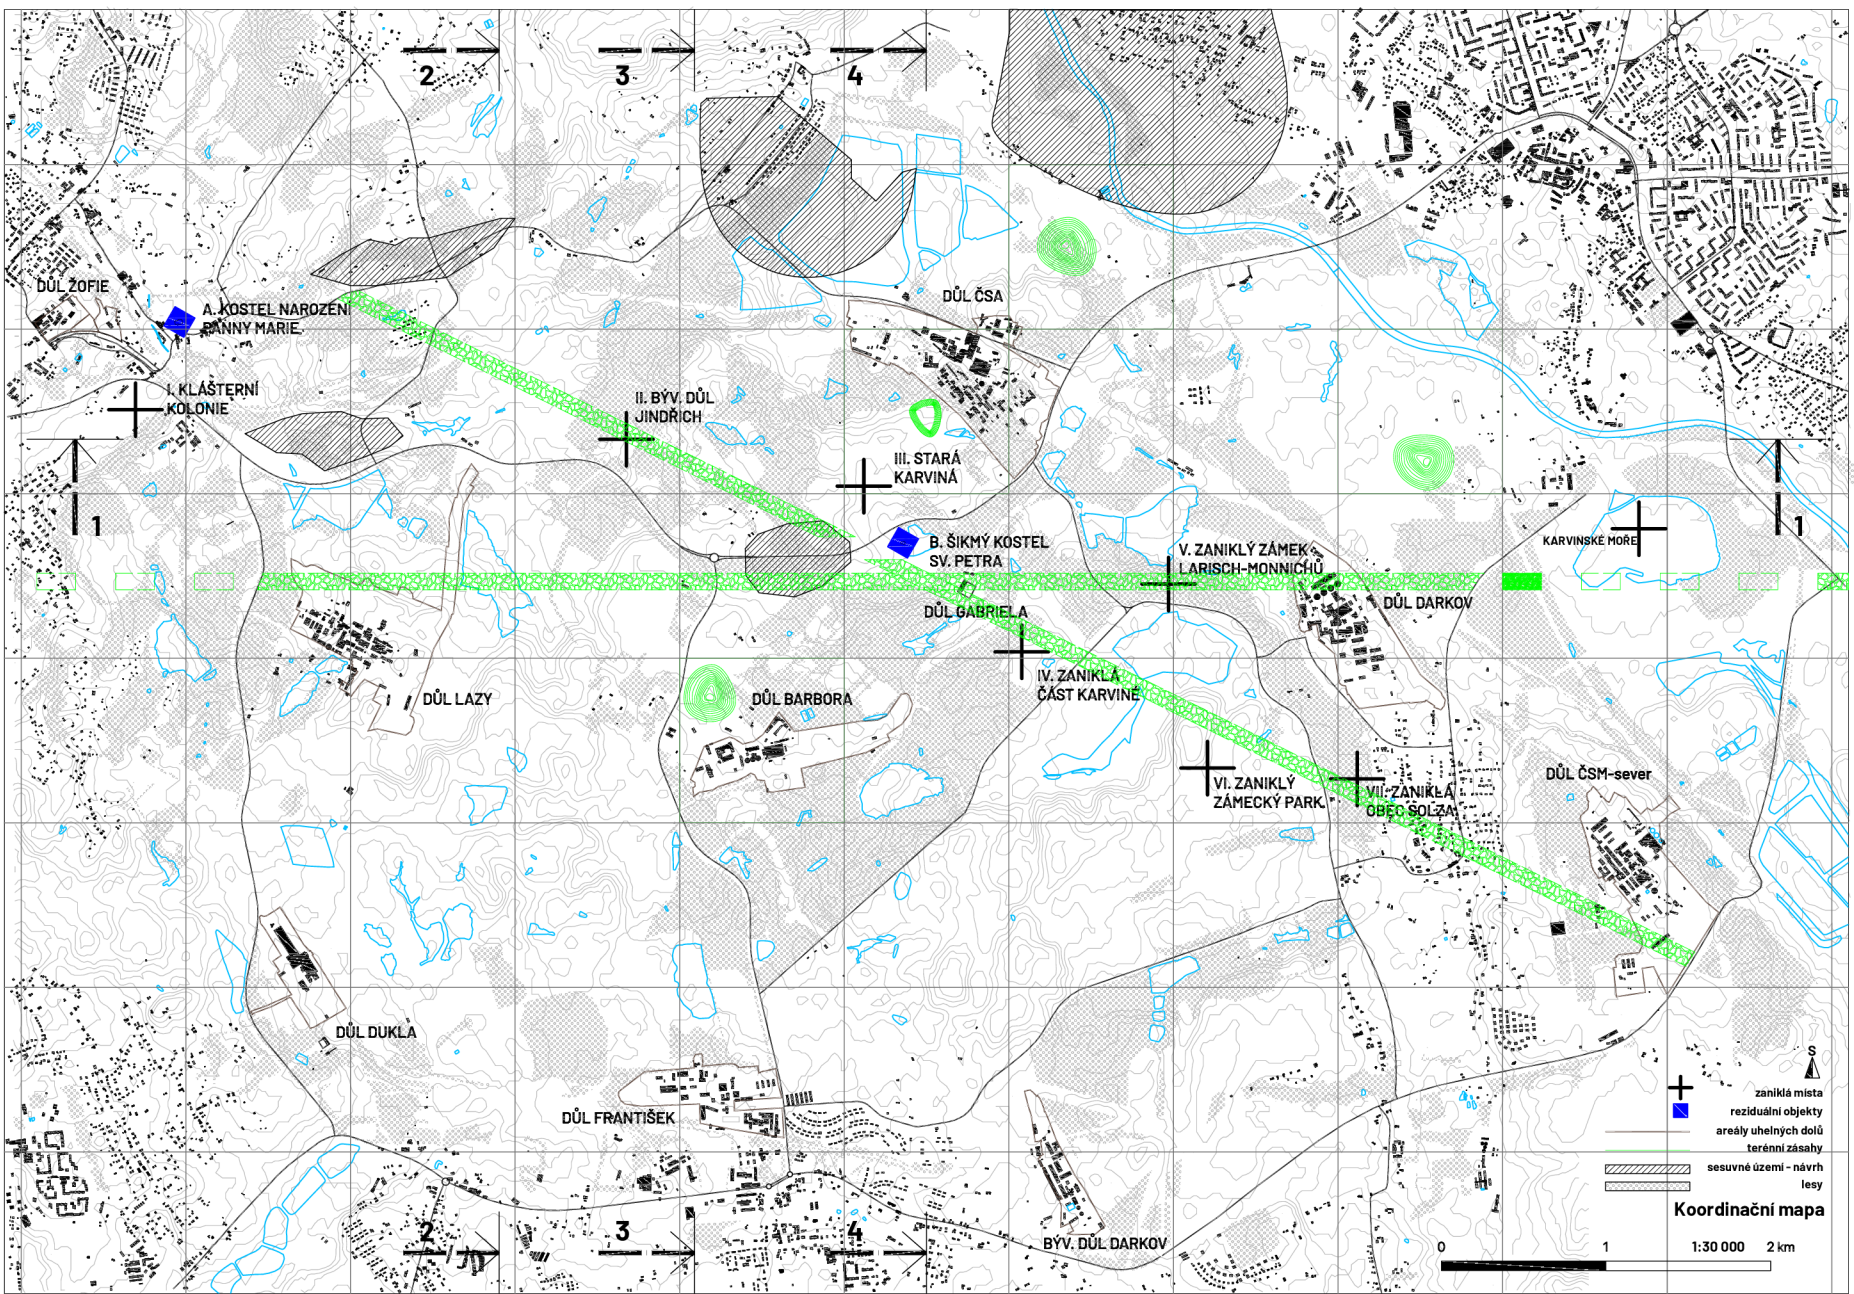 2
3
4
DŮL ŽOFIE
A. KOSTEL NAROZENÍ
PANNY MARIE
DŮL ČSA
I. KLÁŠTERNÍ
KOLONIE
II. BÝV. DŮL
JINDŘICH
III. STARÁ
KARVINÁ
1
1
B. ŠIKMÝ KOSTEL
SV. PETRA
V. ZANIKLÝ ZÁMEK
LARISCH-MONNICHŮ
KARVINSKÉ MOŘE
DŮL GABRIELA
DŮL DARKOV
IV. ZANIKLÁ
ČÁST KARVINÉ
DŮL LAZY
DŮL BARBORA
VI. ZANIKLÝ
ZÁMECKÝ PARK
VII. ZANIKLÁ
OBEC SOLZA
DŮL ČSM-sever
DŮL DUKLA
DŮL FRANTIŠEK
BÝV. DŮL DARKOV
2
3
4
S
zaniklá místa
reziduální objekty
areály uhelných dolů
terénní zásahy
sesuvné území - návrh
lesy
Koordinační mapa
0 1 1:30 000 2 km